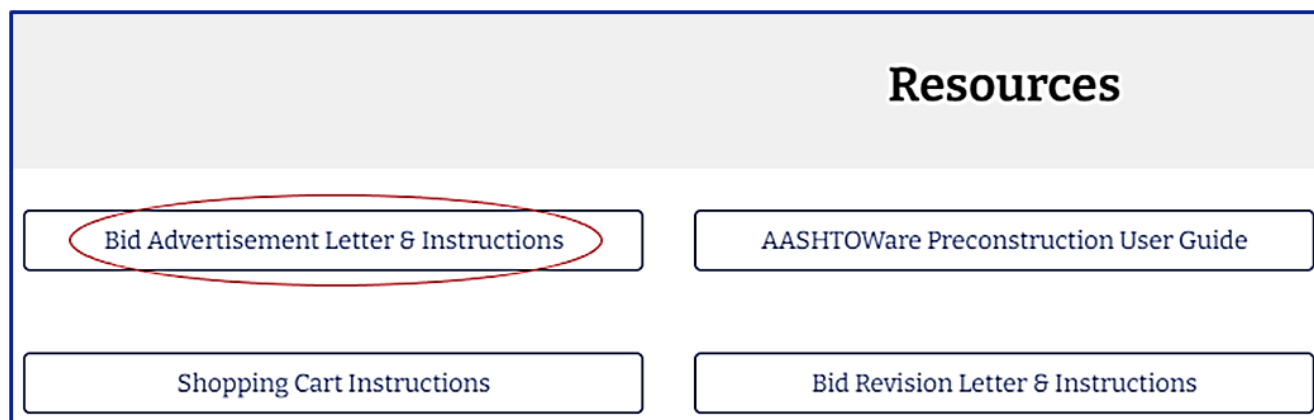 Resources
Bid Advertisement Letter & Instructions
AASHTOWare Preconstruction User Guide
Shopping Cart Instructions
Bid Revision Letter & Instructions